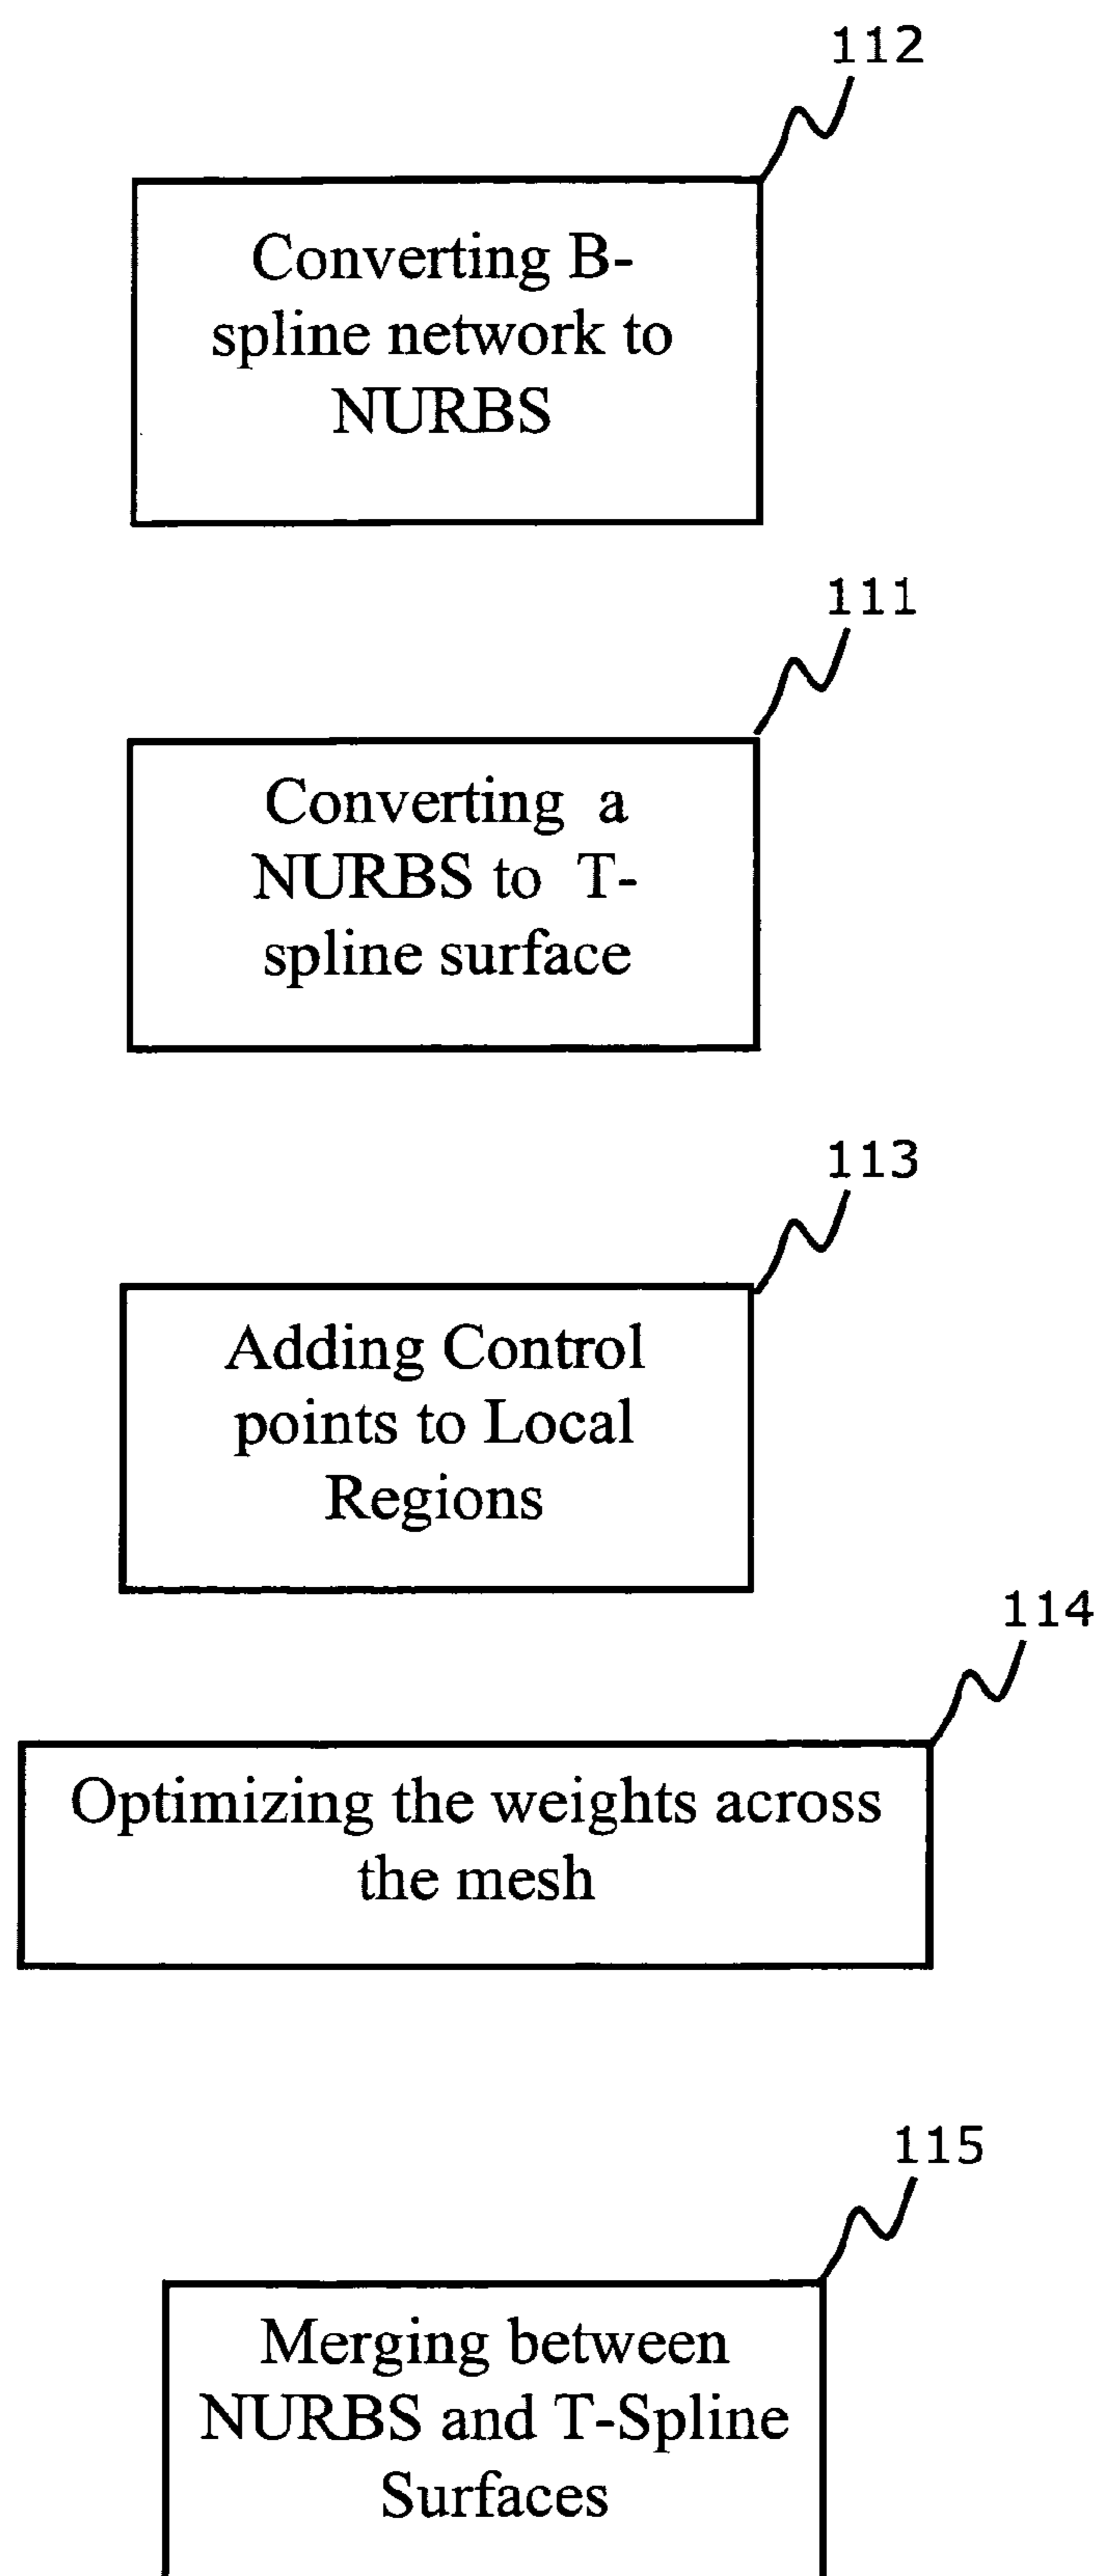 112
Converting B-
spline network to
NURBS
111
Converting a
NURBS to T-
spline surface
113
Adding Control
points to Local
Regions
114
Optimizing the weights across
the mesh
115
Merging between
NURBS and T-Spline
Surfaces